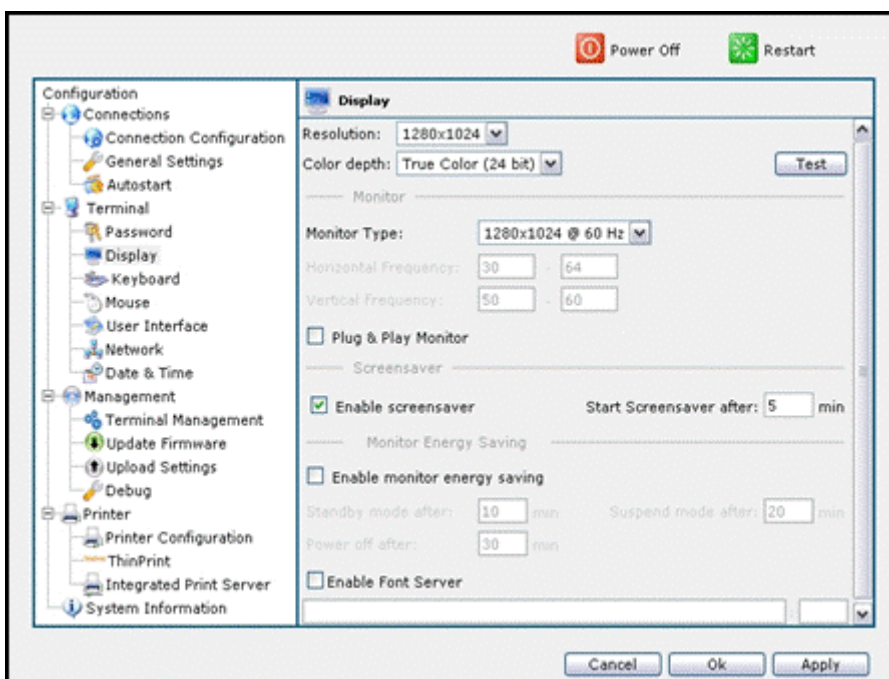 Power Off
Restart
Configuration
Connections
Connection Configuration
General Settings
Autostart
Terminal
Password
Display
Keyboard
Mouse
User Interface
Network
Date & Time
Management
Terminal Management
Update Firmware
Upload Settings
Debug
Printer
Printer Configuration
ThinPrint
Integrated Print Server
System Information
Display
Resolution: 1280x1024
Color depth: True Color (24 bit) Test
Monitor
Monitor Type: 1280x1024 @ 60 Hz
Horizontal Frequency: 30 - 64
Vertical Frequency: 50 - 60
Plug & Play Monitor
Screensaver
Enable screensaver Start Screensaver after: 5 min
Monitor Energy Saving
Enable monitor energy saving
Standby mode after: 10 min Suspend mode after: 20 min
Power off after: 30 min
Enable Font Server
:
Cancel Ok Apply